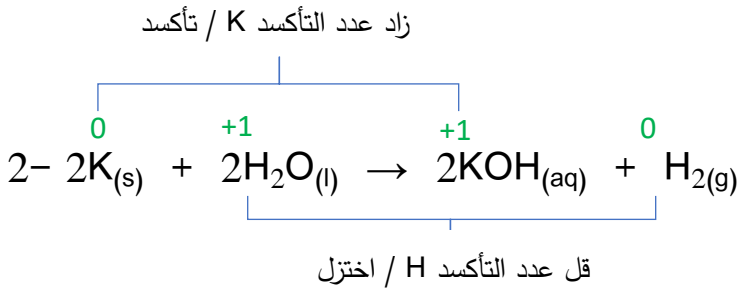 زاد عدد التأكسد K / تأكسد
0 +1 +1 0
2− 2K(s) + 2H₂O(l) → 2KOH(aq) + H₂(g)
قل عدد التأكسد H / اختزل